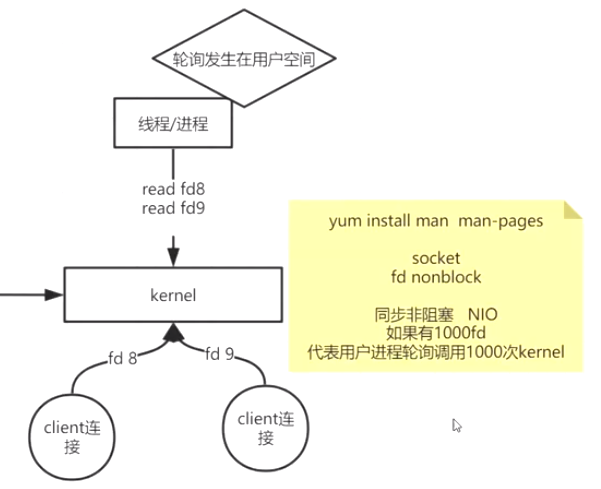 轮询发生在用户空间
线程/进程
read fd8
read fd9
kernel
fd 8
fd 9
client连
接
client连
接
yum install man  man-pages
socket
fd nonblock
同步非阻塞   NIO
如果有1000fd
代表用户进程轮询调用1000次kernel